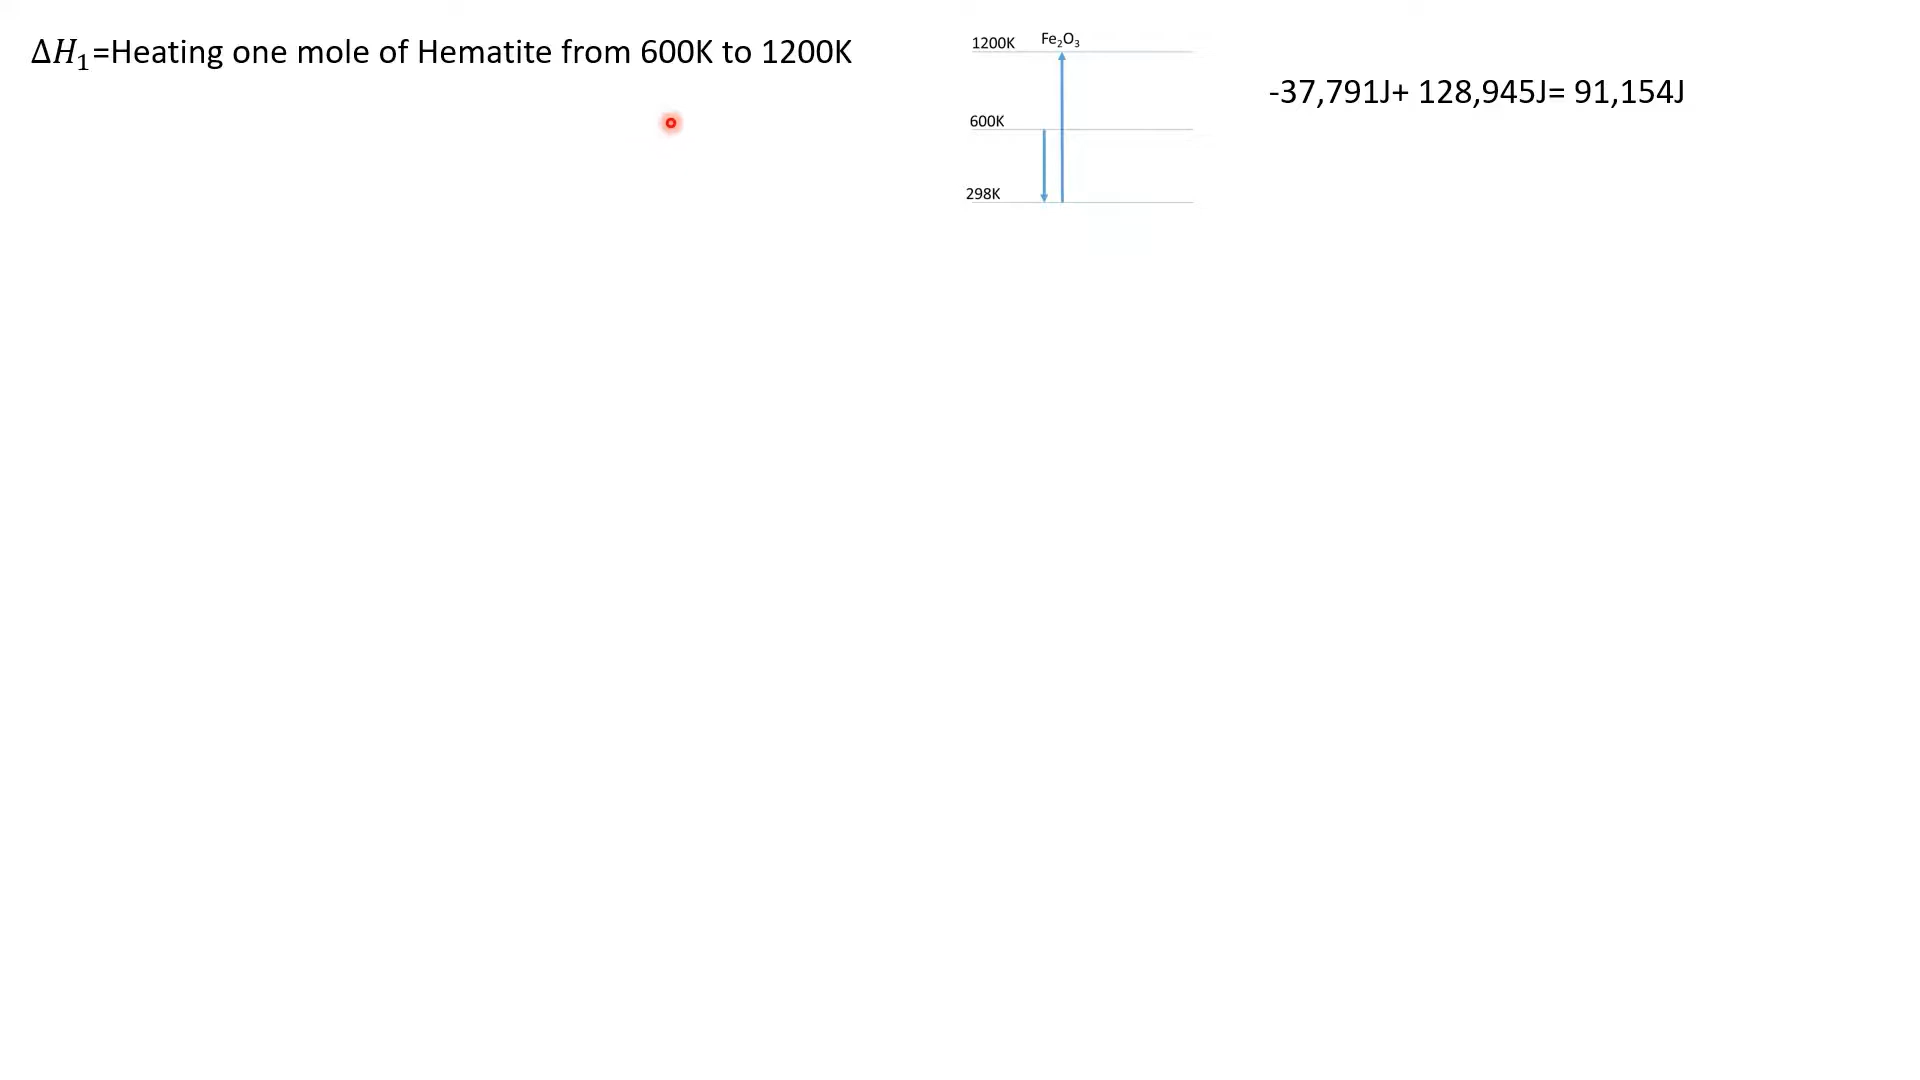 Δ𝐻₁=Heating one mole of Hematite from 600K to 1200K
1200K Fe₂O₃
-37,791J+ 128,945J= 91,154J
600K
298K